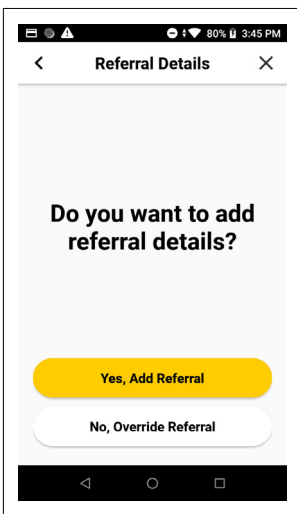 80% 3:45 PM
Referral Details
Do you want to add
referral details?
Yes, Add Referral
No, Override Referral